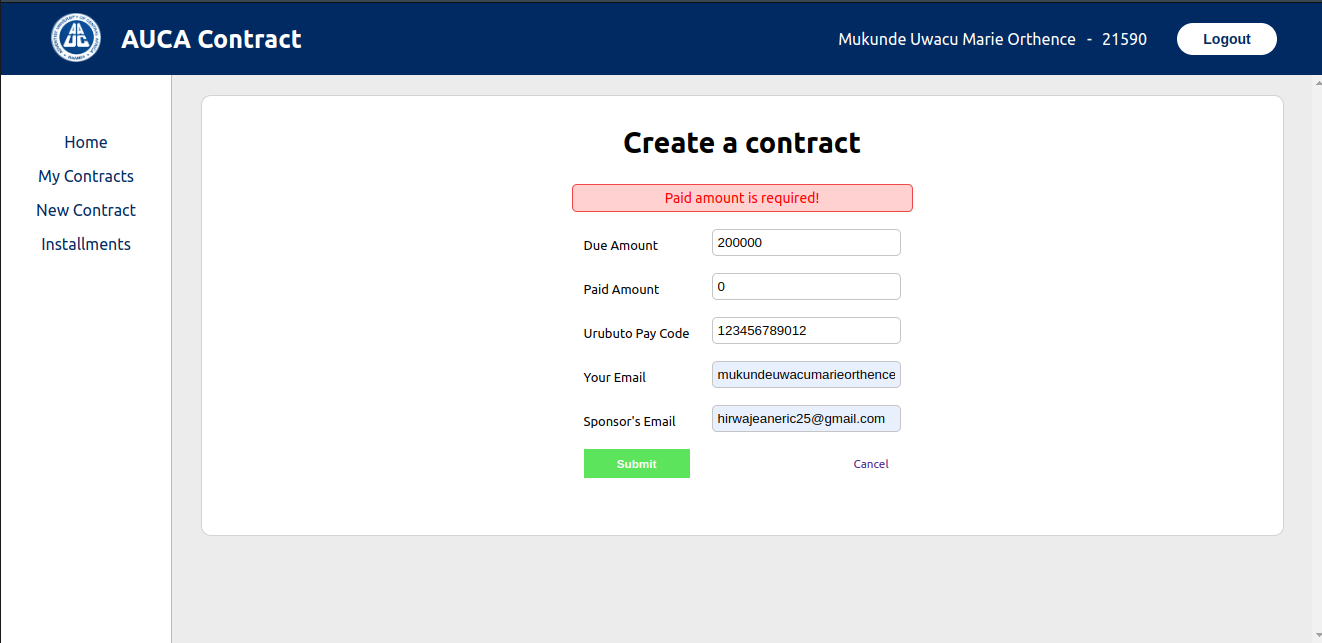 AUCA Contract
Mukunde Uwacu Marie Orthence - 21590
Logout
Home
My Contracts
New Contract
Installments
Create a contract
Paid amount is required!
Due Amount 200000
Paid Amount 0
Urubuto Pay Code 123456789012
Your Email mukundeuwacumarieorthence
Sponsor's Email hirwajeaneric25@gmail.com
Submit Cancel